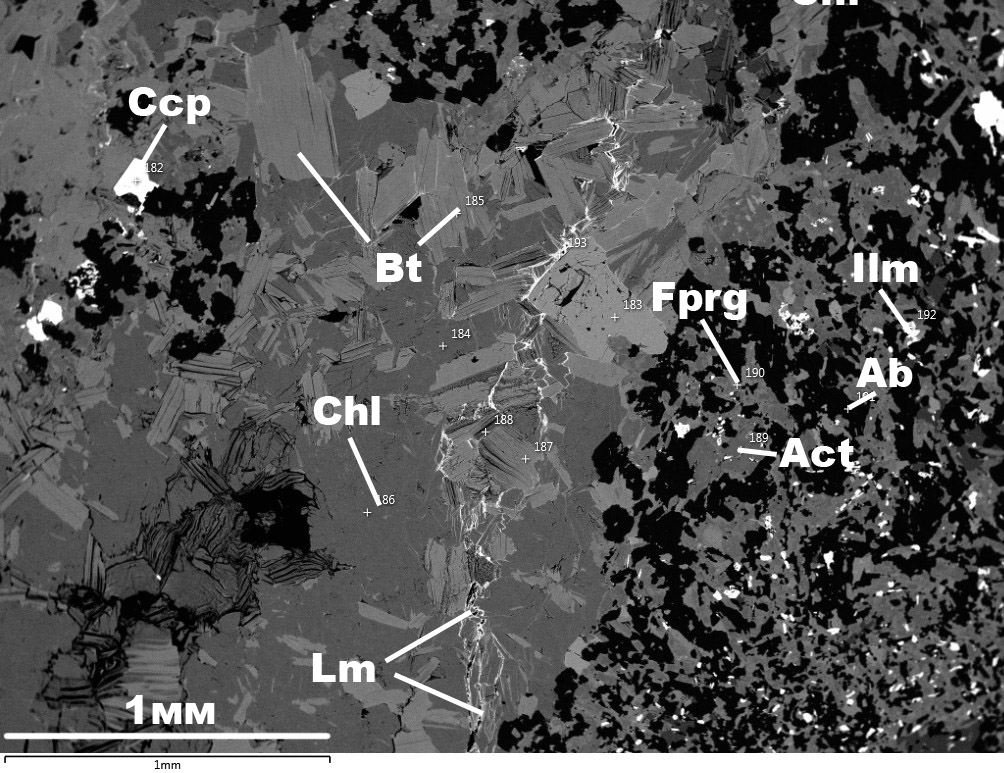 Ccp
182
185
Bt
193
Ilm
183
Fprg
192
184
190
Ab
Chl
188
189
187
Act
186
Lm
1мм
1mm